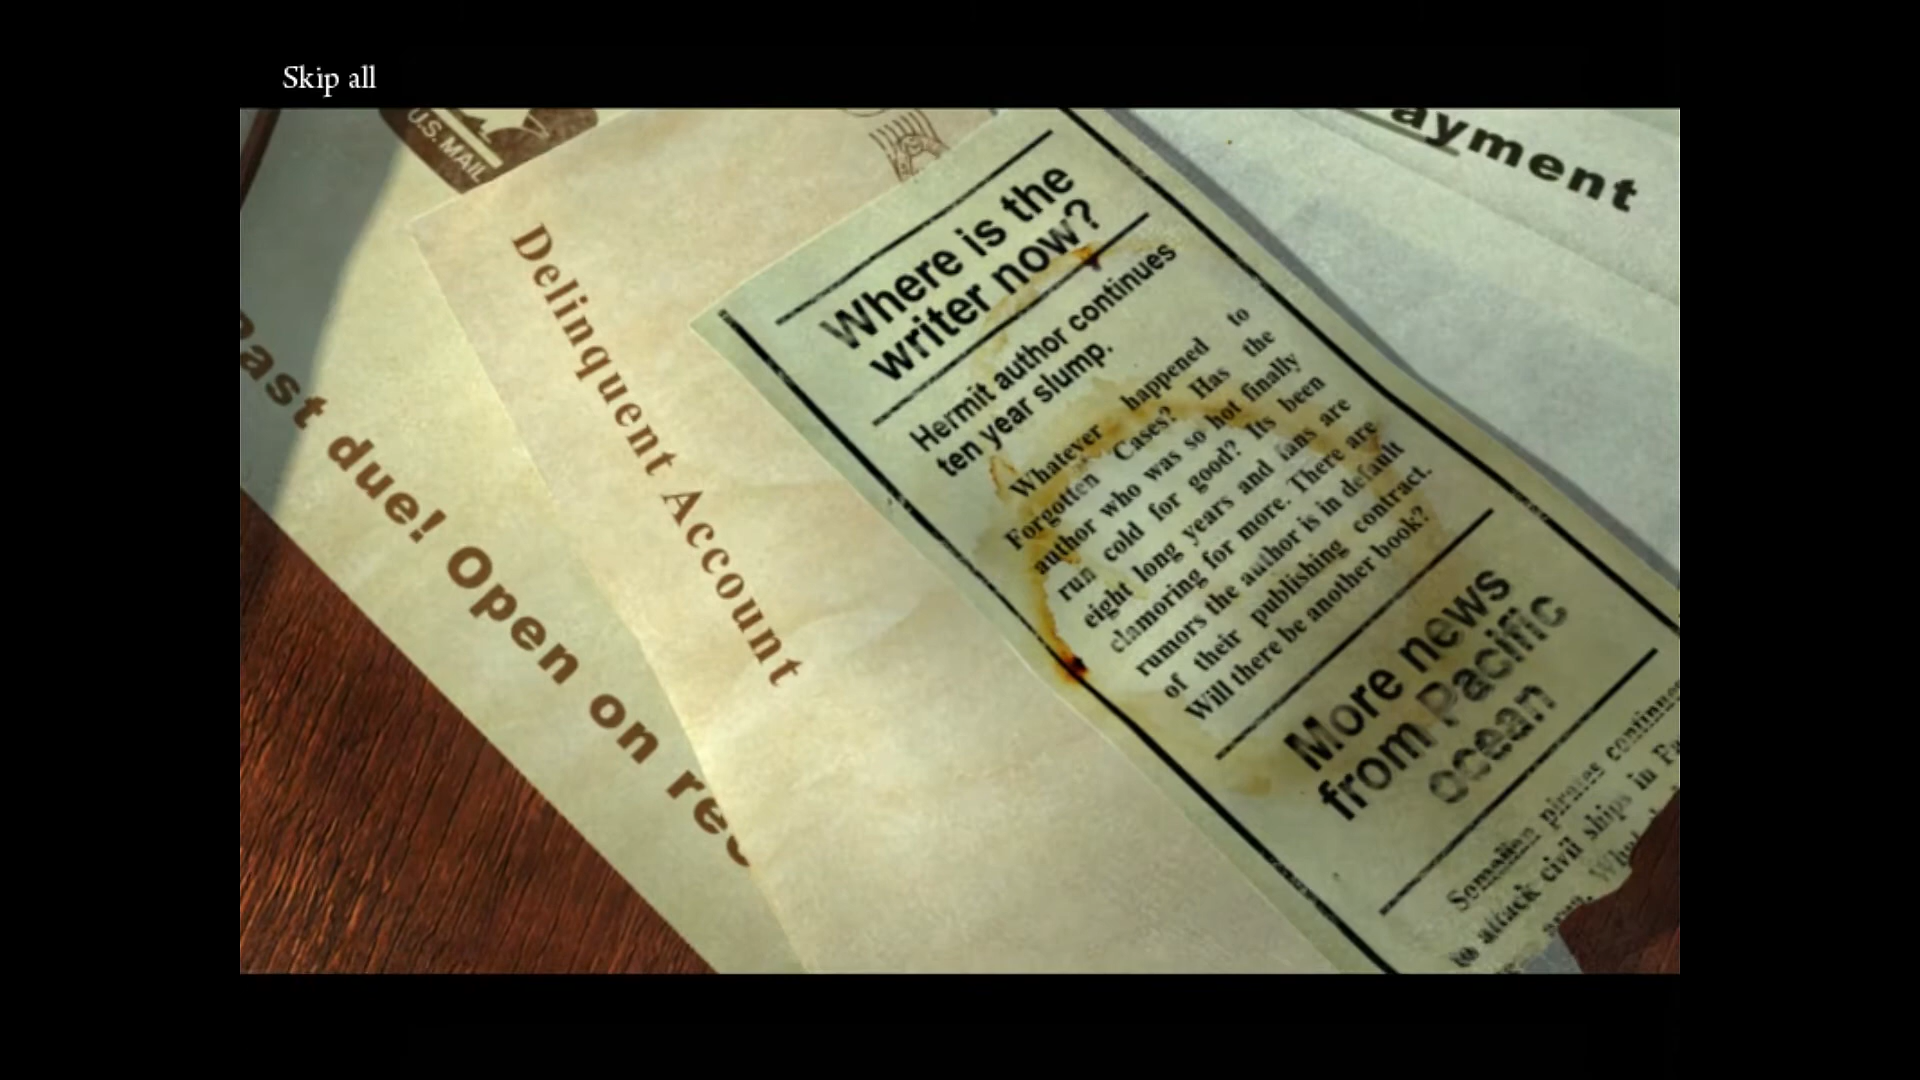 Skip all
U.S. MAIL
ayment
past due! Open on rec
Delinquent Account
Where is the
writer now?
Hermit author continues
ten year slump.
Whatever happened to
Forgotten Cases? Has the
author who was so hot finally
run cold for good? Its been
eight long years and fans are
clamoring for more. There are
rumors the author is in default
of their publishing contract.
Will there be another book?
More news
from Pacific
ocean
Somalian pirates continues
to attack civil ships in